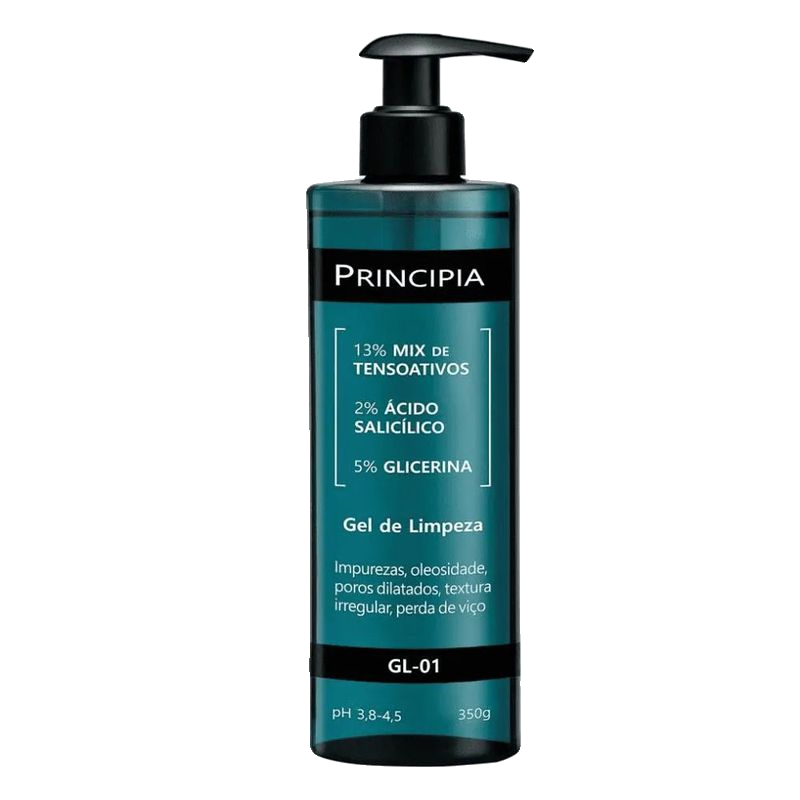 PRINCIPIA
13% MIX DE
TENSOATIVOS
2% ÁCIDO
SALICÍLICO
5% GLICERINA
Gel de Limpeza
Impurezas, oleosidade,
poros dilatados, textura
irregular, perda de viço
GL-01
pH 3,8-4,5 350g